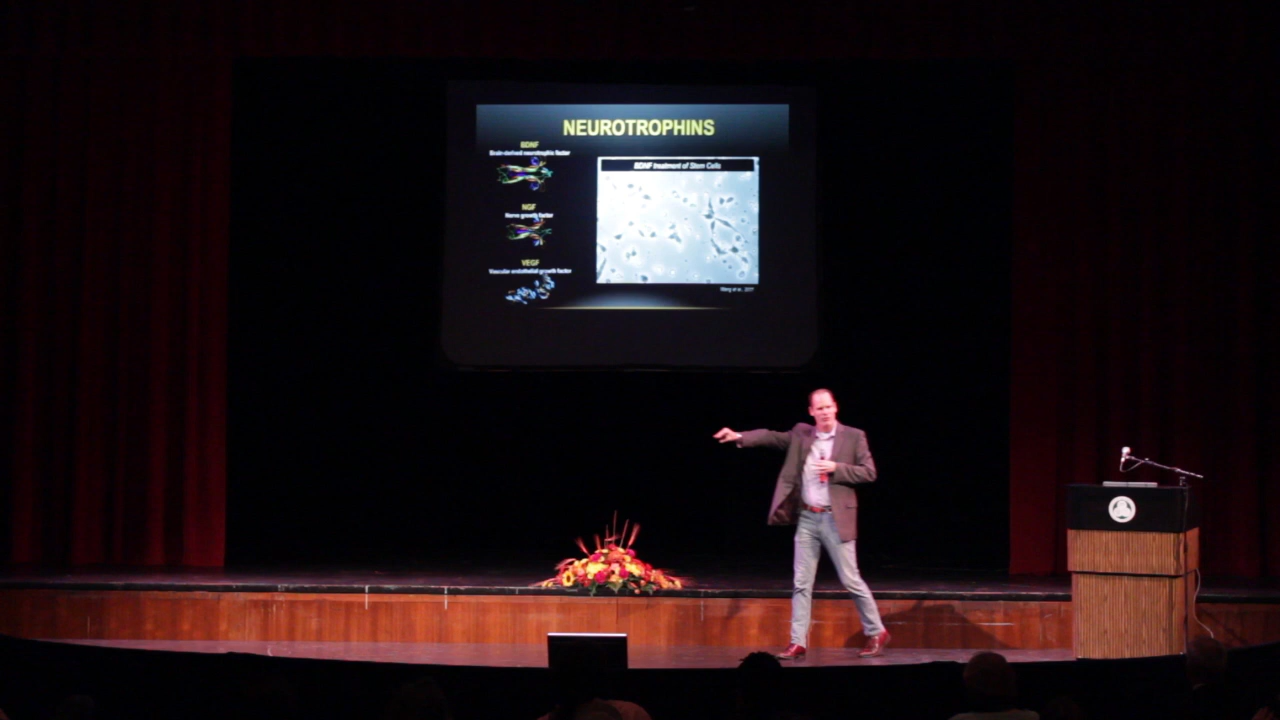 NEUROTROPHINS
BDNF
Brain-derived neurotrophic factor
NGF
Nerve growth factor
VEGF
Vascular endothelial growth factor
BDNF treatment of Stem Cells